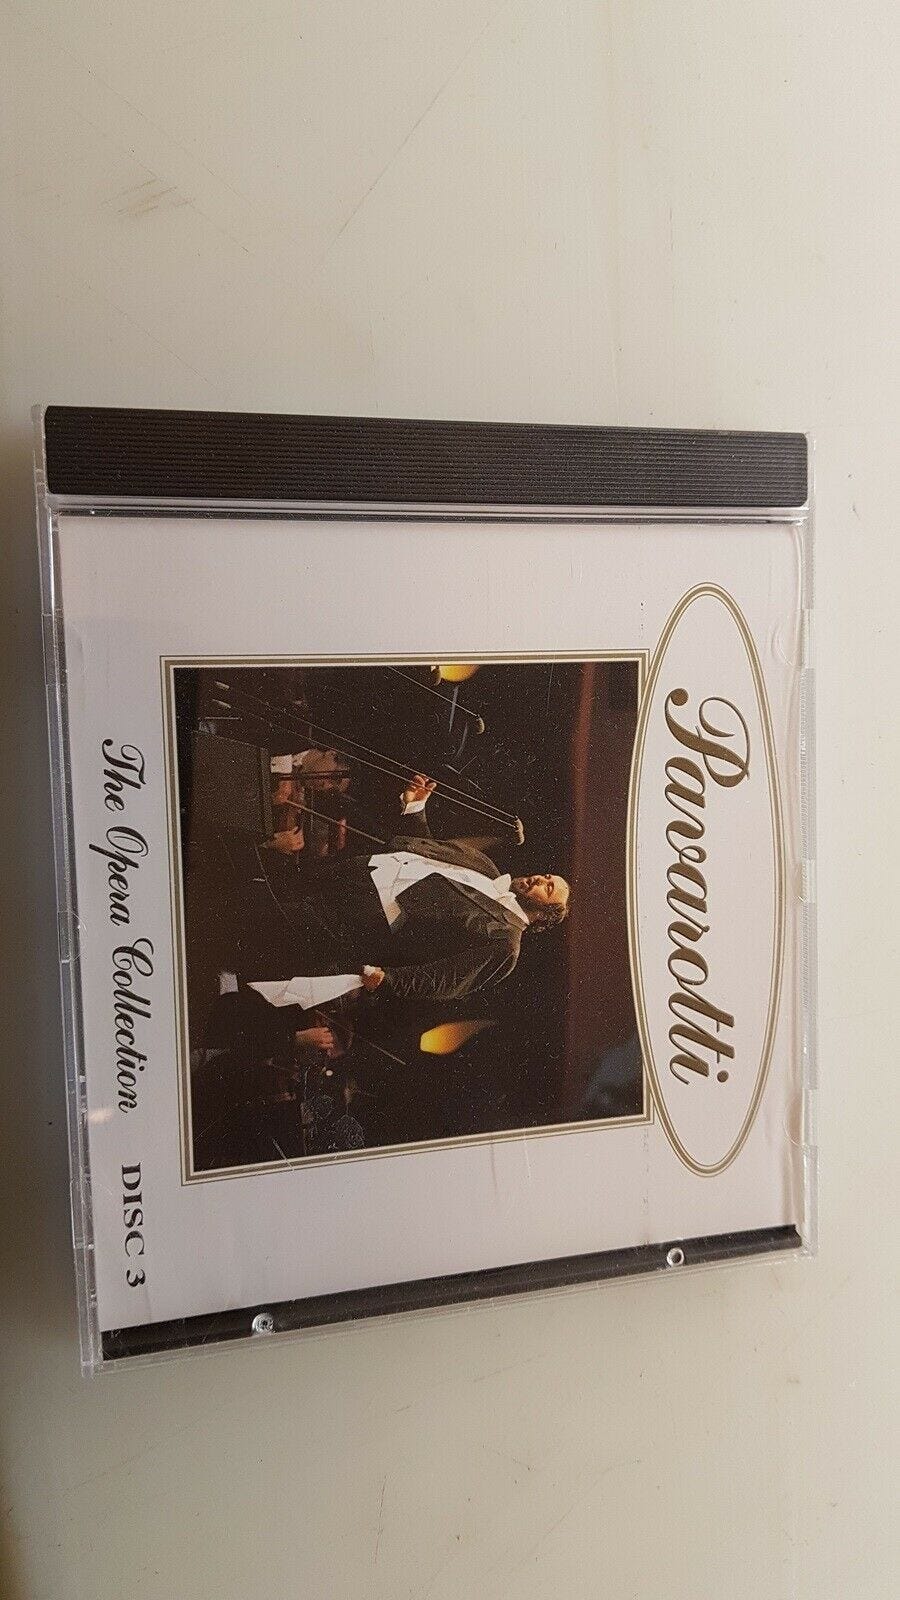 Pavarotti
The Opera Collection DISC 3